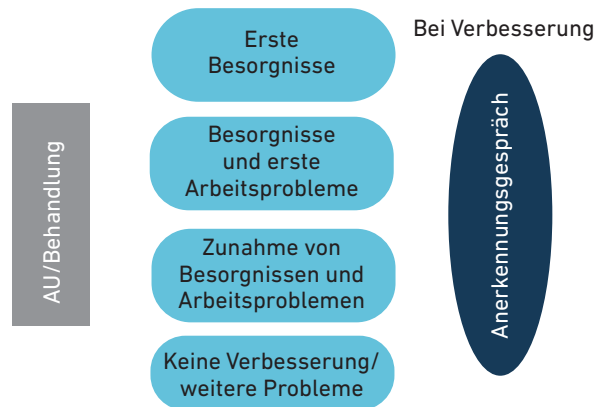 AU/Behandlung
Erste
Besorgnisse
Besorgnisse
und erste
Arbeitsprobleme
Zunahme von
Besorgnissen und
Arbeitsproblemen
Keine Verbesserung/
weitere Probleme
Bei Verbesserung
Anerkennungsgespräch